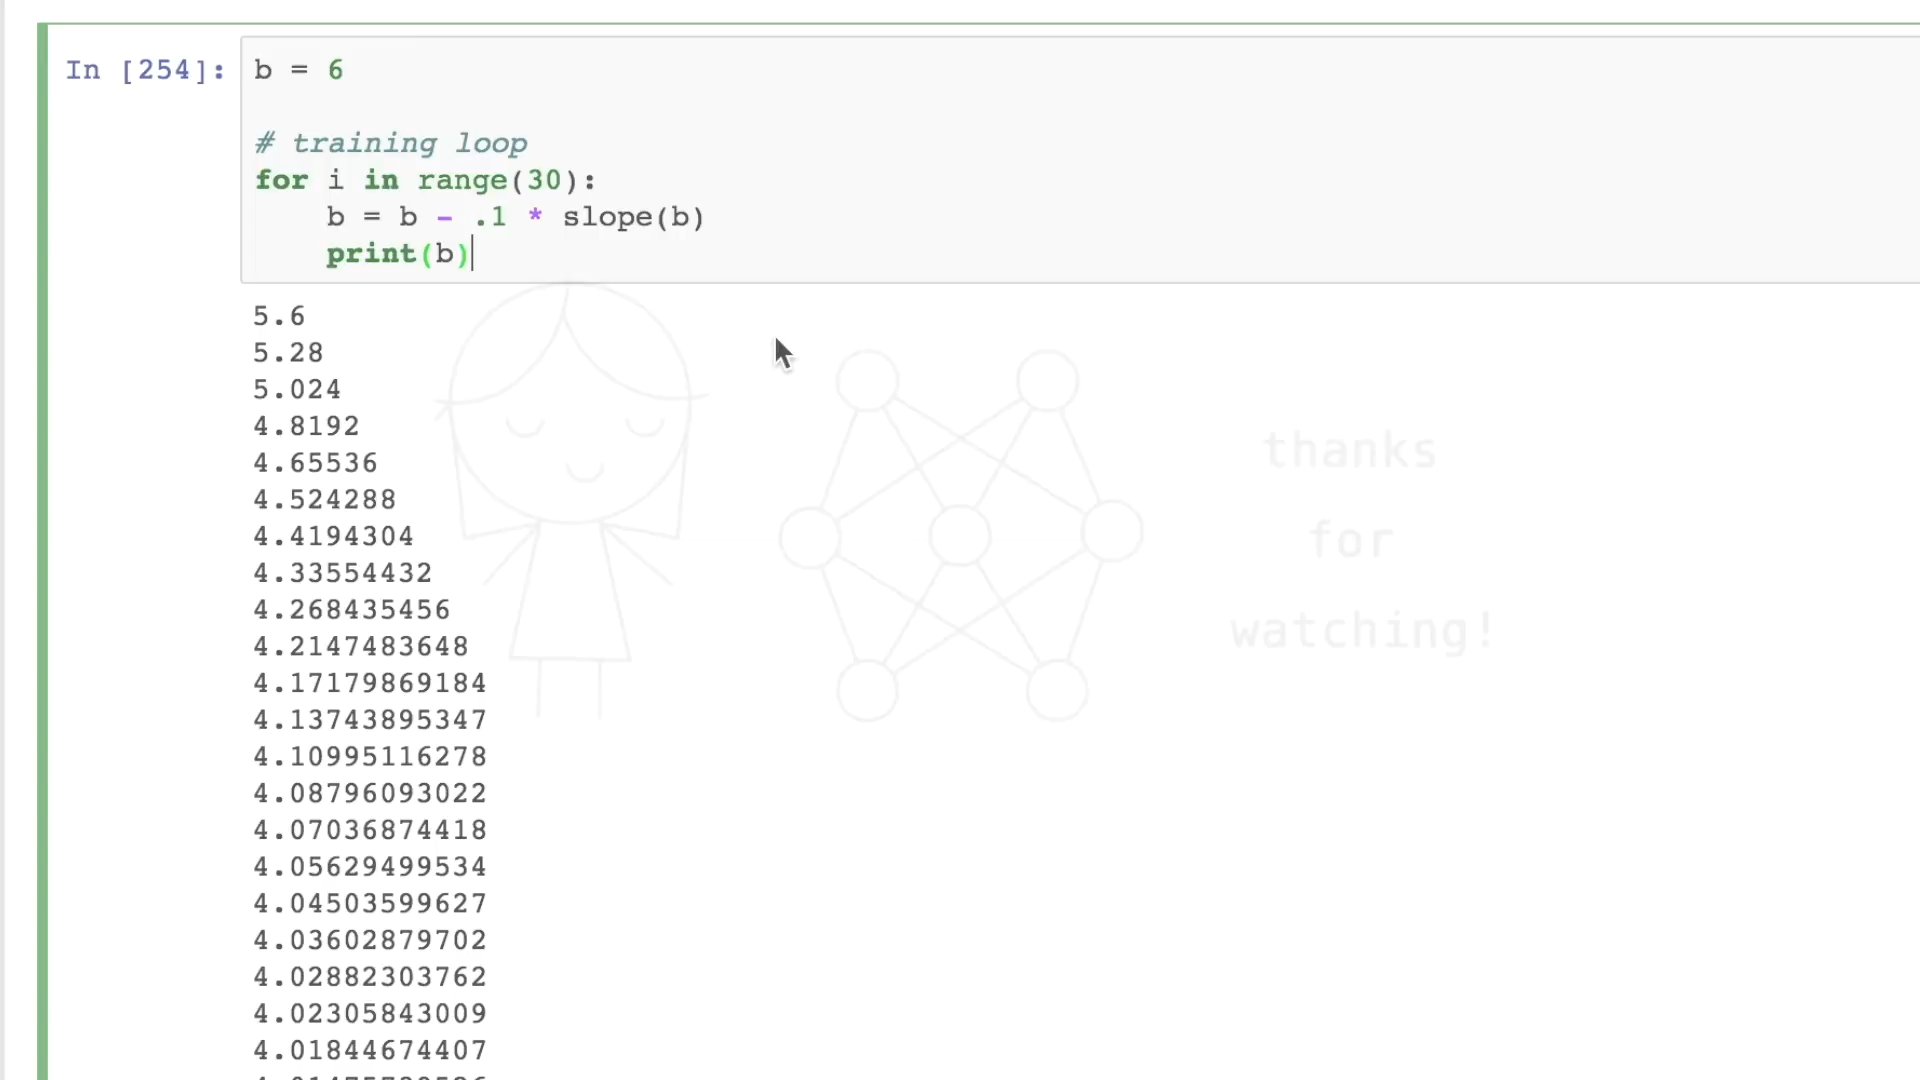 In [254]: b = 6
# training loop
for i in range(30):
b = b - .1 * slope(b)
print(b)
5.6
5.28
5.024
4.8192
4.65536
4.524288
4.4194304
4.33554432
4.268435456
4.2147483648
4.17179869184
4.13743895347
4.10995116278
4.08796093022
4.07036874418
4.05629499534
4.04503599627
4.03602879702
4.02882303762
4.02305843009
4.01844674407
thanks
for
watching!